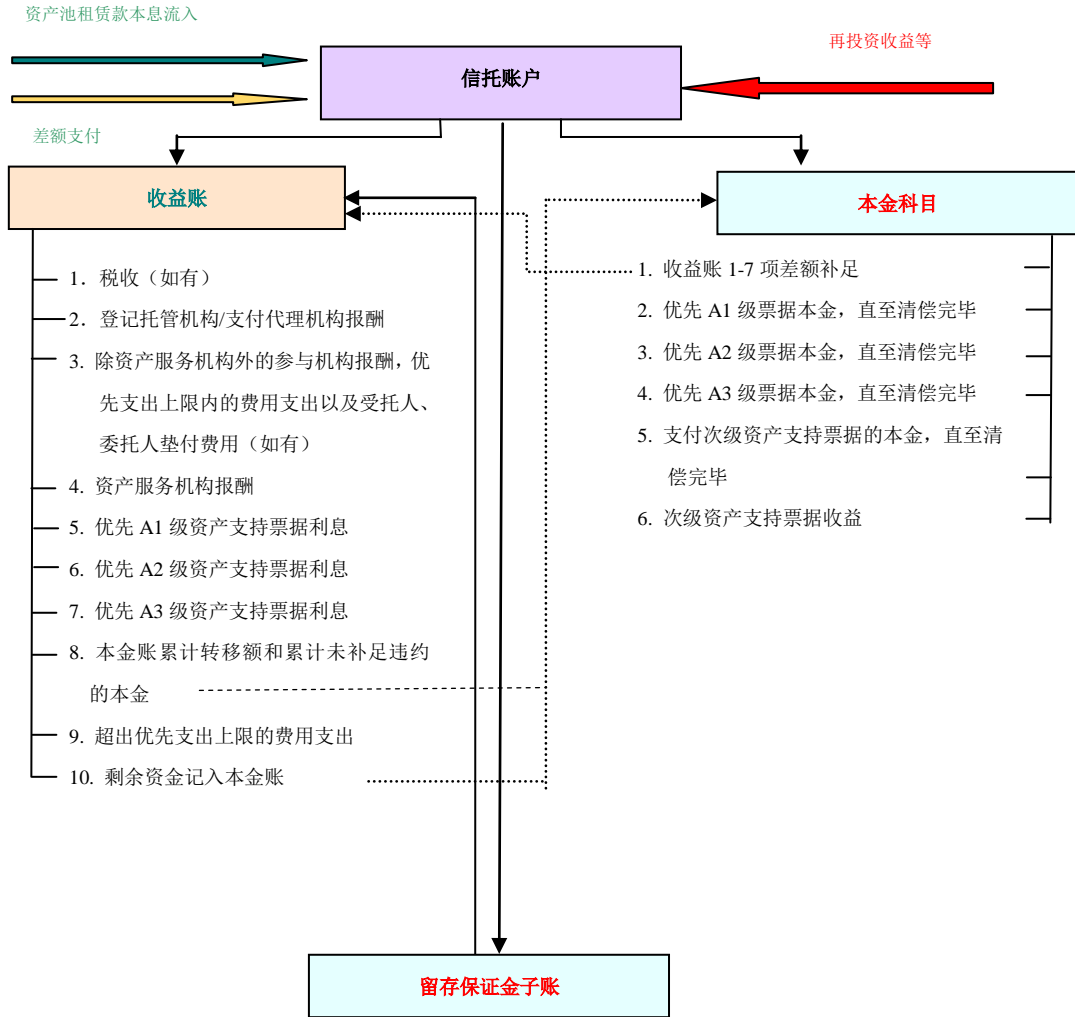 资产池租赁款本息流入
再投资收益等
信托账户
差额支付
收益账
1．税收（如有）
2．登记托管机构/支付代理机构报酬
3. 除资产服务机构外的参与机构报酬，优
先支出上限内的费用支出以及受托人、
委托人垫付费用（如有）
4. 资产服务机构报酬
5. 优先 A1 级资产支持票据利息
6. 优先 A2 级资产支持票据利息
7. 优先 A3 级资产支持票据利息
8. 本金账累计转移额和累计未补足违约
的本金
9. 超出优先支出上限的费用支出
10. 剩余资金记入本金账
本金科目
1. 收益账 1-7 项差额补足
2. 优先 A1 级票据本金，直至清偿完毕
3. 优先 A2 级票据本金，直至清偿完毕
4. 优先 A3 级票据本金，直至清偿完毕
5. 支付次级资产支持票据的本金，直至清
偿完毕
6. 次级资产支持票据收益
留存保证金子账